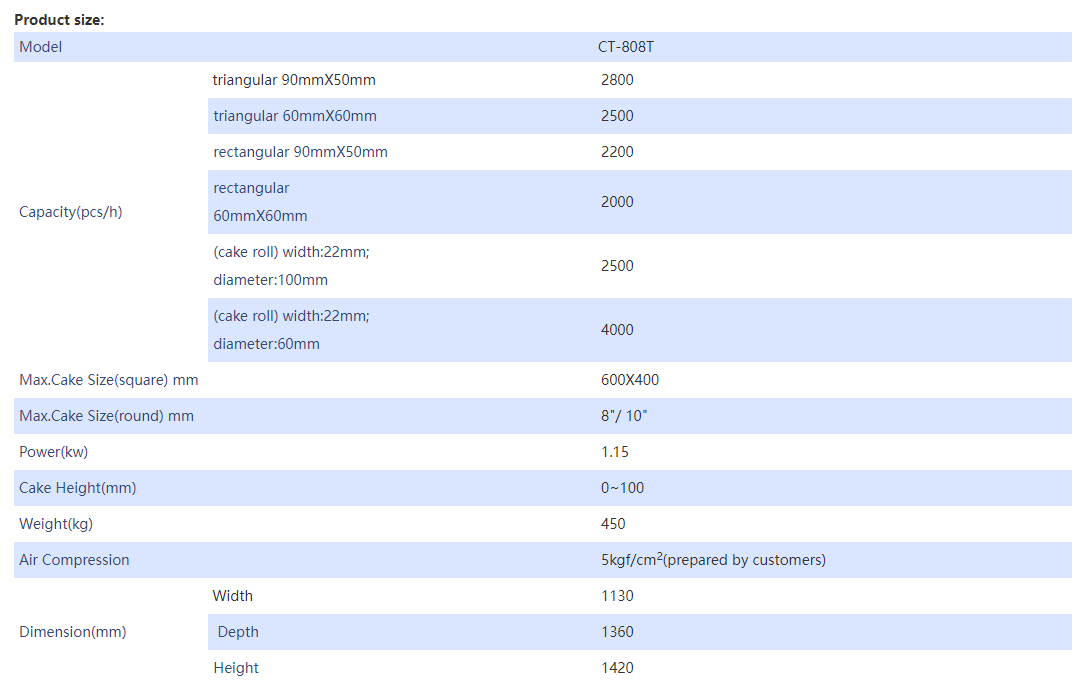 Product size:
Model CT-808T
triangular 90mmX50mm 2800
triangular 60mmX60mm 2500
rectangular 90mmX50mm 2200
rectangular
60mmX60mm 2000
Capacity(pcs/h)
(cake roll) width:22mm;
diameter:100mm 2500
(cake roll) width:22mm;
diameter:60mm 4000
Max.Cake Size(square) mm 600X400
Max.Cake Size(round) mm 8"/ 10"
Power(kw) 1.15
Cake Height(mm) 0~100
Weight(kg) 450
Air Compression 5kgf/cm²(prepared by customers)
Width 1130
Dimension(mm) Depth 1360
Height 1420